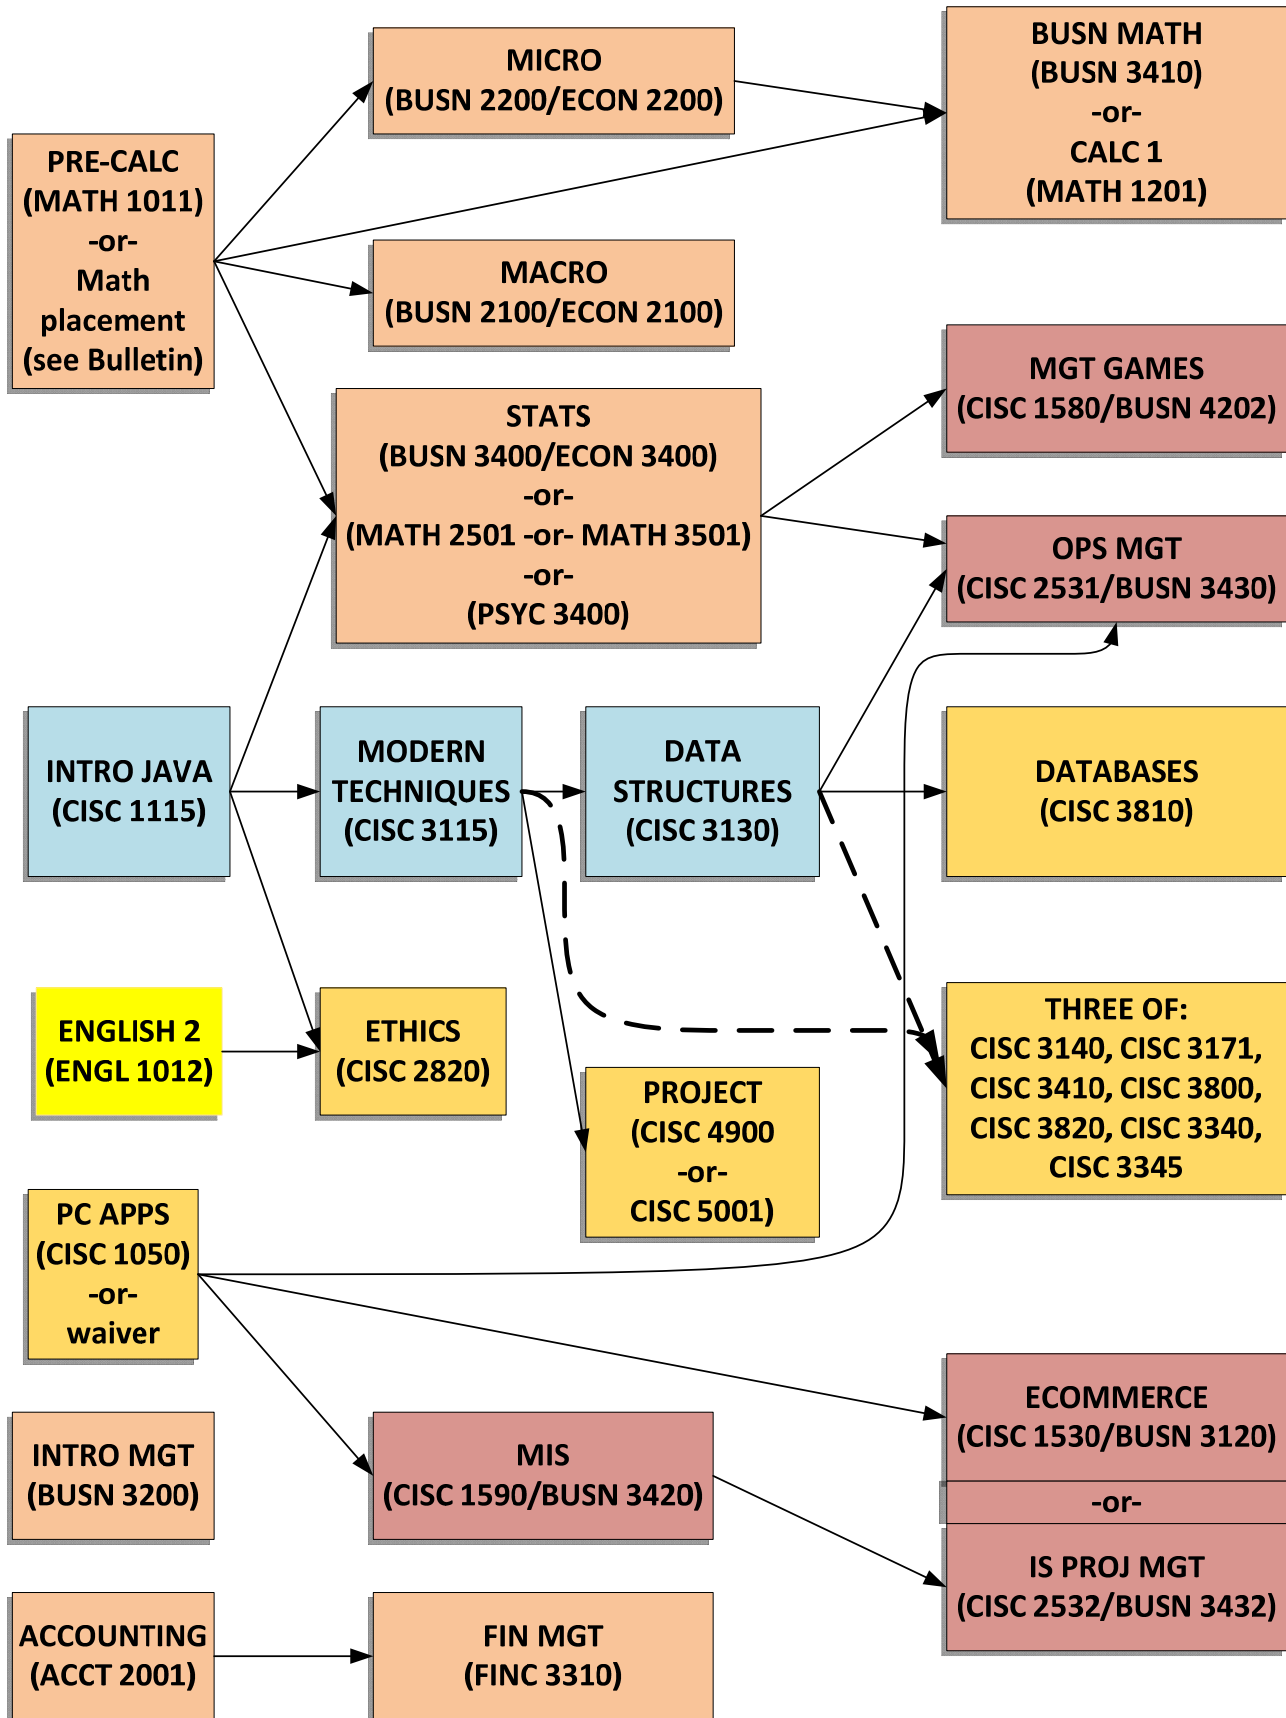 MICRO
(BUSN 2200/ECON 2200)
BUSN MATH
(BUSN 3410)
-or-
CALC 1
(MATH 1201)
PRE-CALC
(MATH 1011)
-or-
Math
placement
(see Bulletin)
MACRO
(BUSN 2100/ECON 2100)
MGT GAMES
(CISC 1580/BUSN 4202)
STATS
(BUSN 3400/ECON 3400)
-or-
(MATH 2501 -or- MATH 3501)
-or-
(PSYC 3400)
OPS MGT
(CISC 2531/BUSN 3430)
INTRO JAVA
(CISC 1115)
MODERN
TECHNIQUES
(CISC 3115)
DATA
STRUCTURES
(CISC 3130)
DATABASES
(CISC 3810)
ENGLISH 2
(ENGL 1012)
ETHICS
(CISC 2820)
PROJECT
(CISC 4900
-or-
CISC 5001)
THREE OF:
CISC 3140, CISC 3171,
CISC 3410, CISC 3800,
CISC 3820, CISC 3340,
CISC 3345
PC APPS
(CISC 1050)
-or-
waiver
INTRO MGT
(BUSN 3200)
MIS
(CISC 1590/BUSN 3420)
ECOMMERCE
(CISC 1530/BUSN 3120)
-or-
IS PROJ MGT
(CISC 2532/BUSN 3432)
ACCOUNTING
(ACCT 2001)
FIN MGT
(FINC 3310)